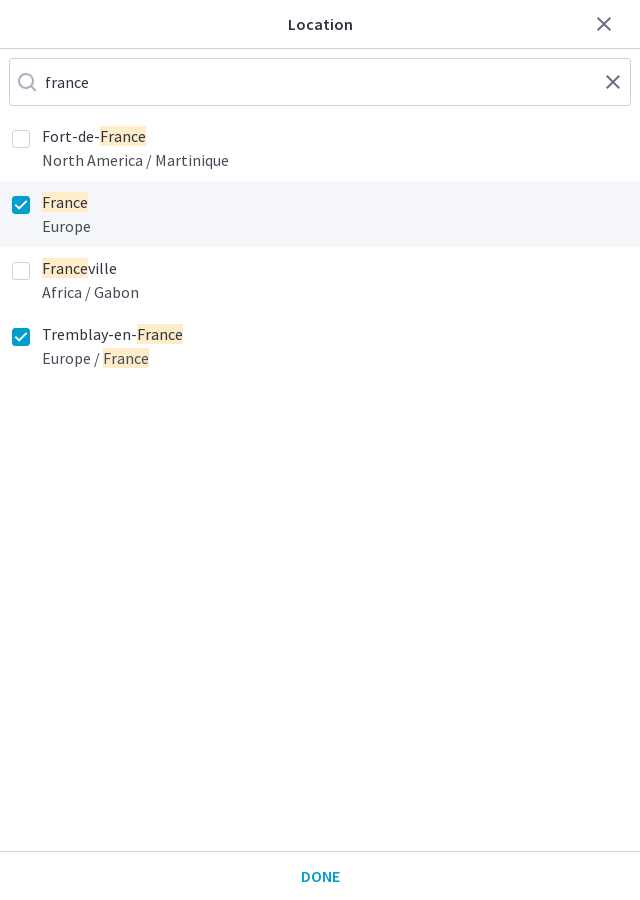 Location
france
Fort-de-France
North America / Martinique
France
Europe
Franceville
Africa / Gabon
Tremblay-en-France
Europe / France
DONE